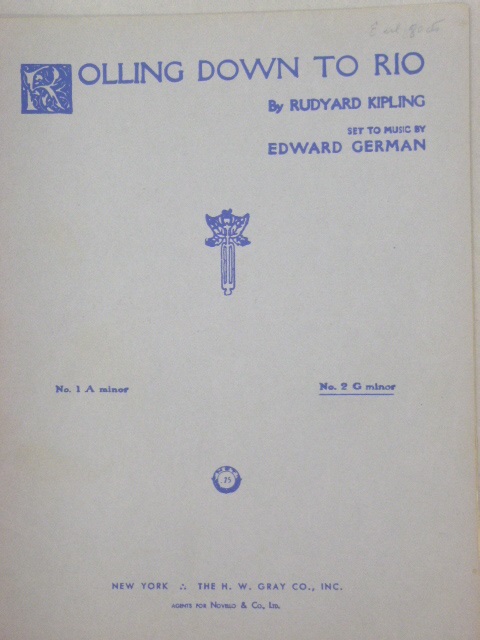 ROLLING DOWN TO RIO
By RUDYARD KIPLING
SET TO MUSIC BY
EDWARD GERMAN
No. 1 A minor
No. 2 G minor
.75
NEW YORK ∴ THE H. W. GRAY CO., INC.
AGENTS FOR NOVELLO & CO., LTD.